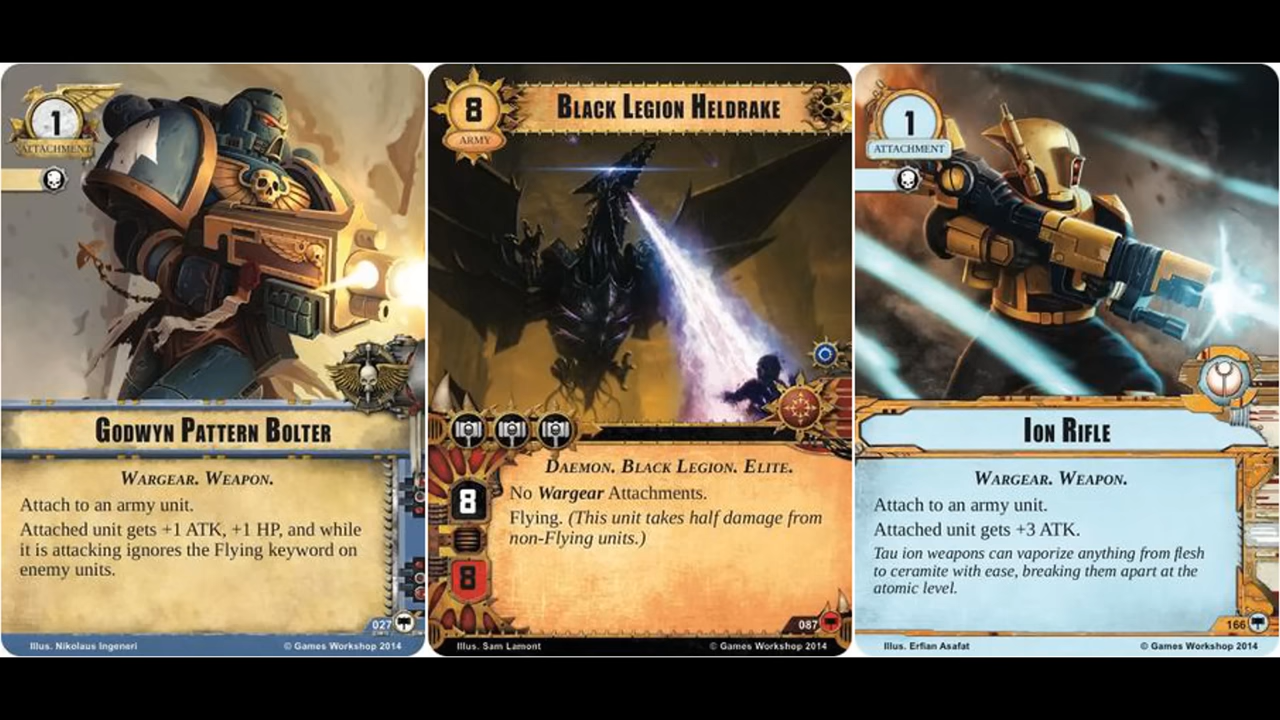 1
ATTACHMENT
GODWYN PATTERN BOLTER
WARGEAR. WEAPON.
Attach to an army unit.
Attached unit gets +1 ATK, +1 HP, and while
it is attacking ignores the Flying keyword on
enemy units.
027
Illus. Nikolaus Ingeneri
© Games Workshop 2014
8
ARMY
BLACK LEGION HELDRAKE
DAEMON. BLACK LEGION. ELITE.
8
No Wargear Attachments.
Flying. (This unit takes half damage from
non-Flying units.)
8
087
Illus. Sam Lamont
© Games Workshop 2014
1
ATTACHMENT
ION RIFLE
WARGEAR. WEAPON.
Attach to an army unit.
Attached unit gets +3 ATK.
Tau ion weapons can vaporize anything from flesh
to ceramite with ease, breaking them apart at the
atomic level.
166
Illus. Erfian Asafat
© Games Workshop 2014